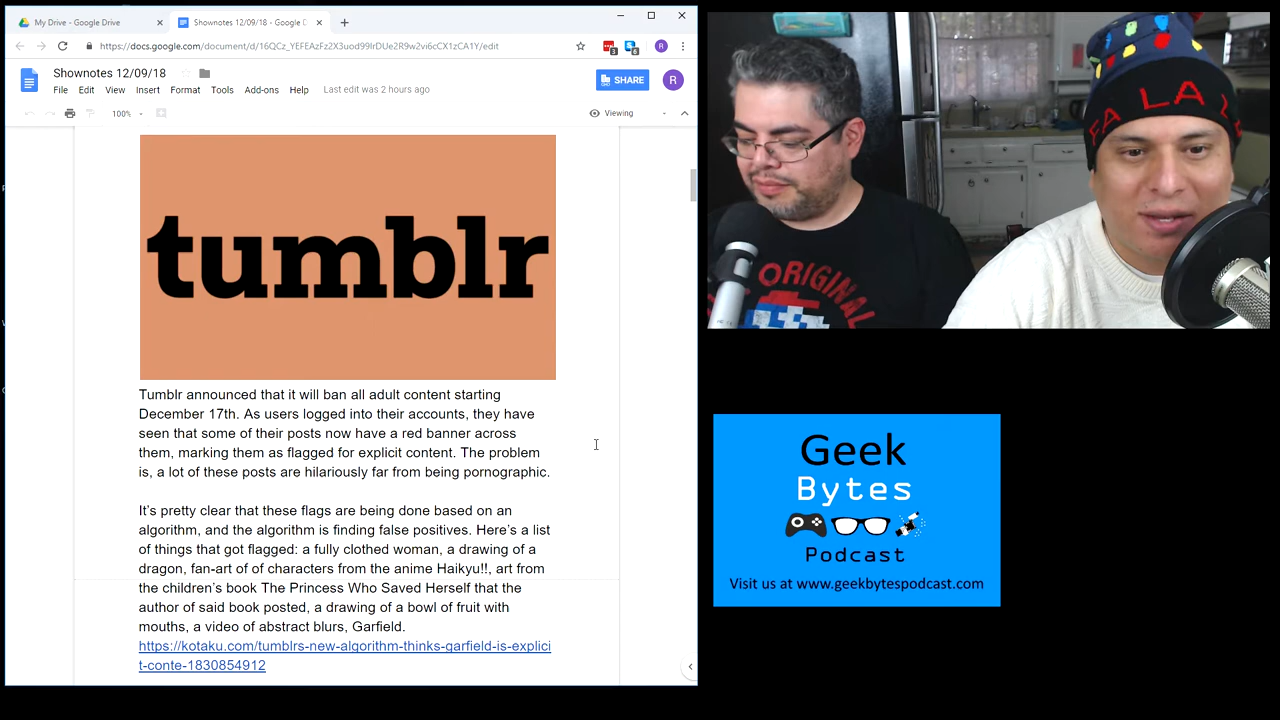 My Drive - Google Drive
Shownotes 12/09/18 - Google D
https://docs.google.com/document/d/16QCz_YEFEAzFz2X3uod99IrDUe2R9w2vi6cCX1zCA1Y/edit
Shownotes 12/09/18
File Edit View Insert Format Tools Add-ons Help Last edit was 2 hours ago
SHARE
R
100%
Viewing
tumblr
Tumblr announced that it will ban all adult content starting
December 17th. As users logged into their accounts, they have
seen that some of their posts now have a red banner across
them, marking them as flagged for explicit content. The problem
is, a lot of these posts are hilariously far from being pornographic.
It's pretty clear that these flags are being done based on an
algorithm, and the algorithm is finding false positives. Here's a list
of things that got flagged: a fully clothed woman, a drawing of a
dragon, fan-art of of characters from the anime Haikyu!!, art from
the children's book The Princess Who Saved Herself that the
author of said book posted, a drawing of a bowl of fruit with
mouths, a video of abstract blurs, Garfield.
https://kotaku.com/tumblrs-new-algorithm-thinks-garfield-is-explici
t-conte-1830854912
FA LA L
ORIGINAL
Geek
Bytes
Podcast
Visit us at www.geekbytespodcast.com